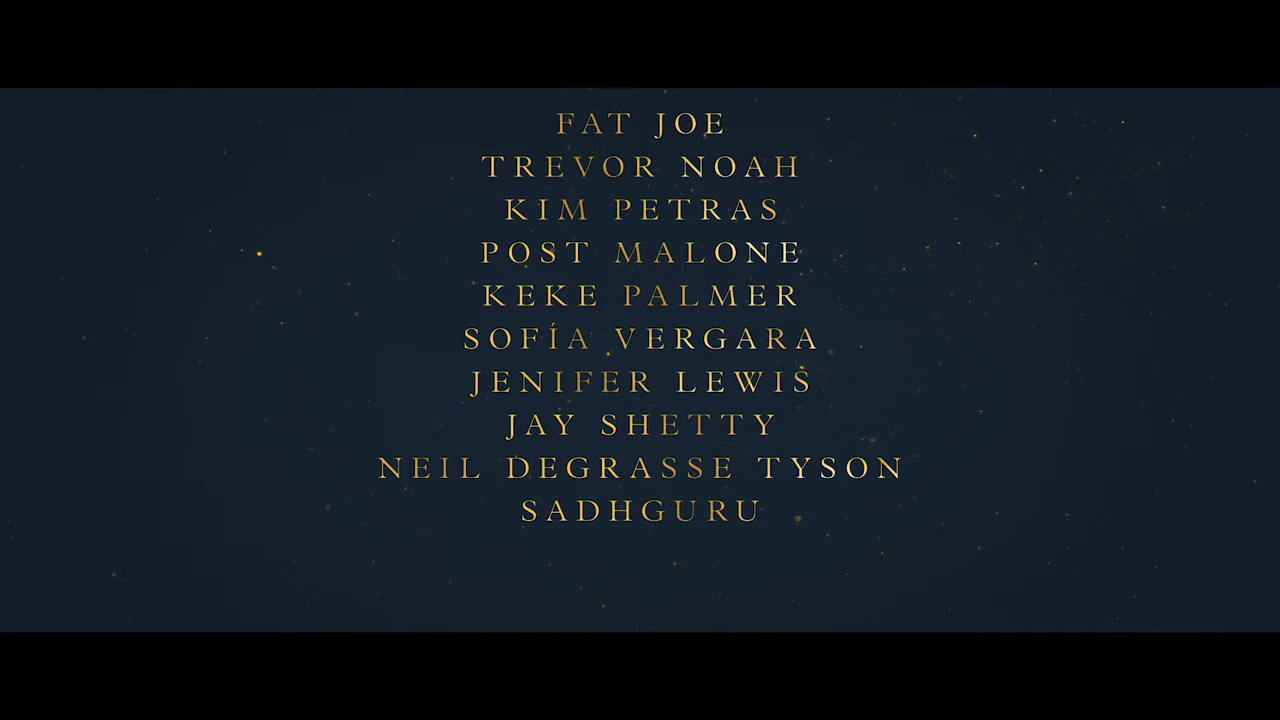 FAT JOE
TREVOR NOAH
KIM PETRAS
POST MALONE
KEKE PALMER
SOFÍA VERGARA
JENIFER LEWIS
JAY SHETTY
NEIL DEGRASSE TYSON
SADHGURU